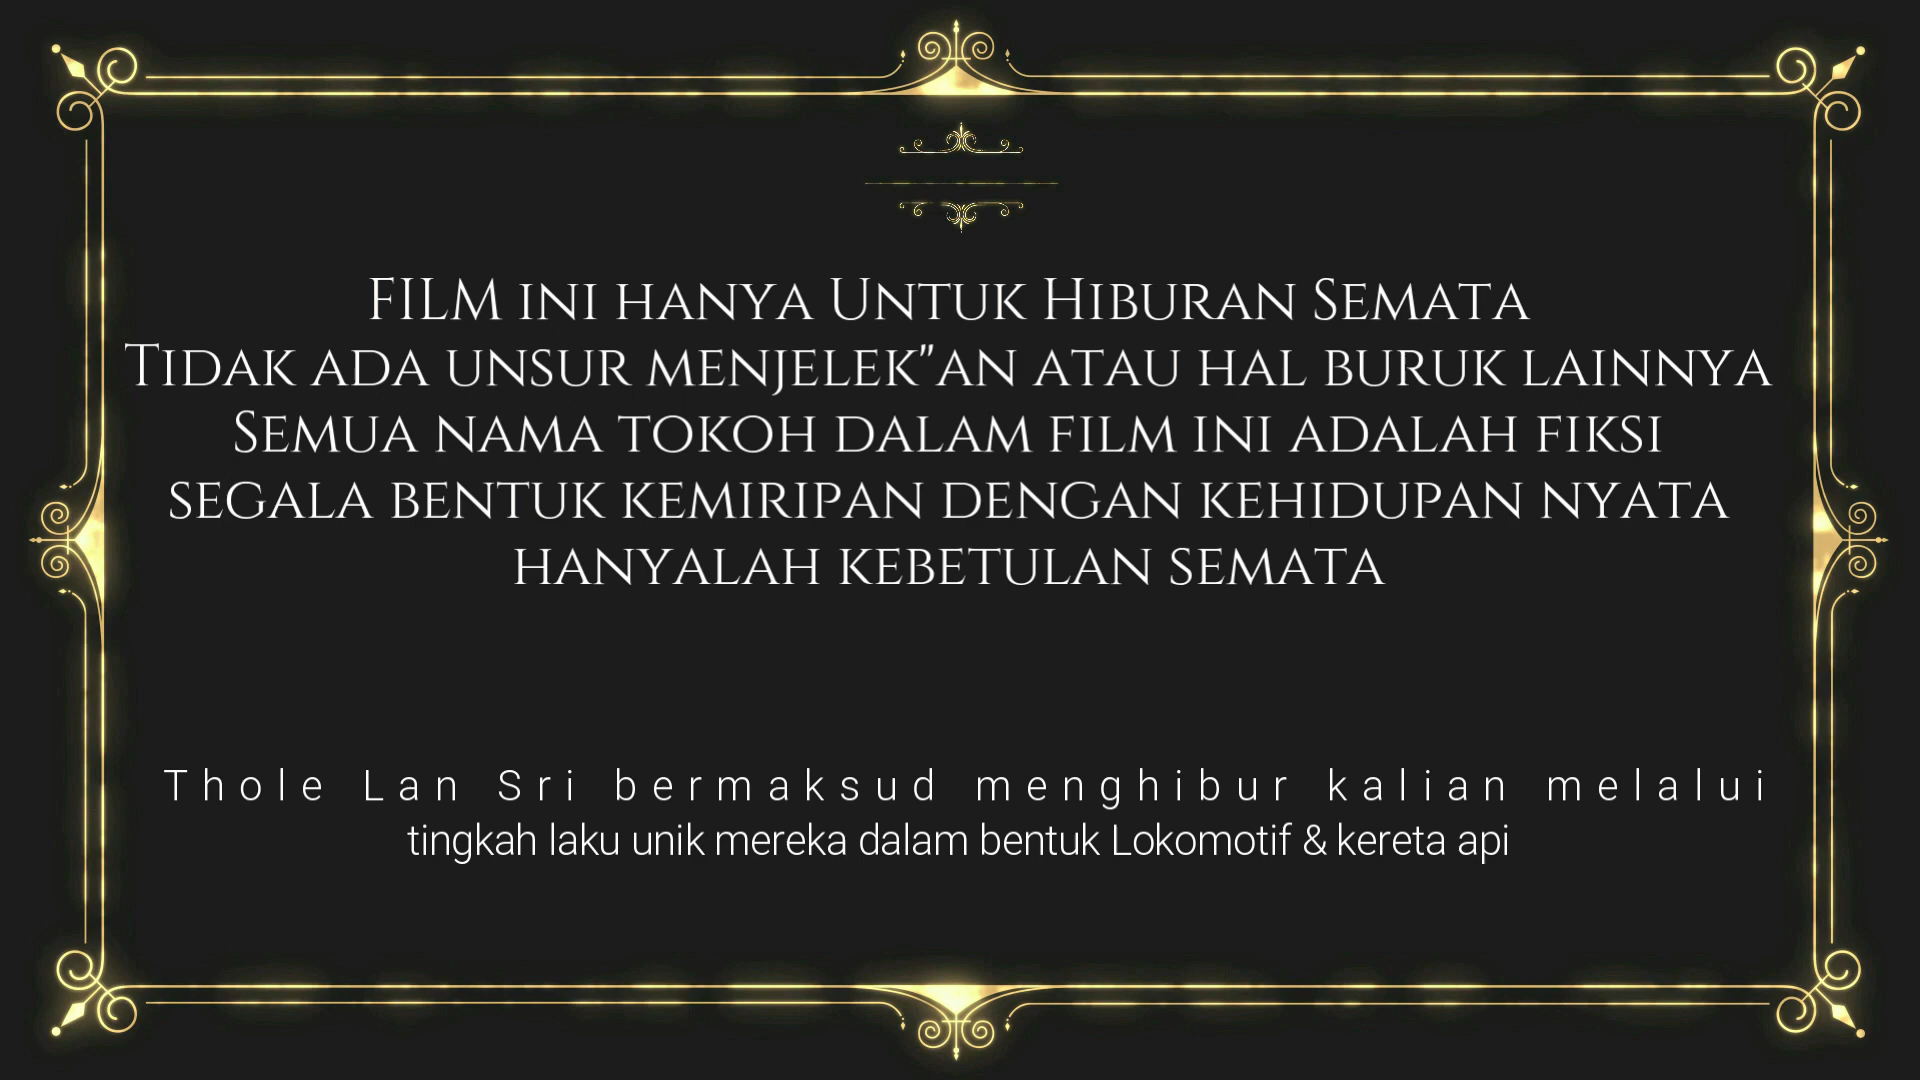 FILM INI HANYA UNTUK HIBURAN SEMATA
TIDAK ADA UNSUR MENJELEK"AN ATAU HAL BURUK LAINNYA
SEMUA NAMA TOKOH DALAM FILM INI ADALAH FIKSI
SEGALA BENTUK KEMIRIPAN DENGAN KEHIDUPAN NYATA
HANYALAH KEBETULAN SEMATA
Thole Lan Sri bermaksud menghibur kalian melalui
tingkah laku unik mereka dalam bentuk Lokomotif & kereta api